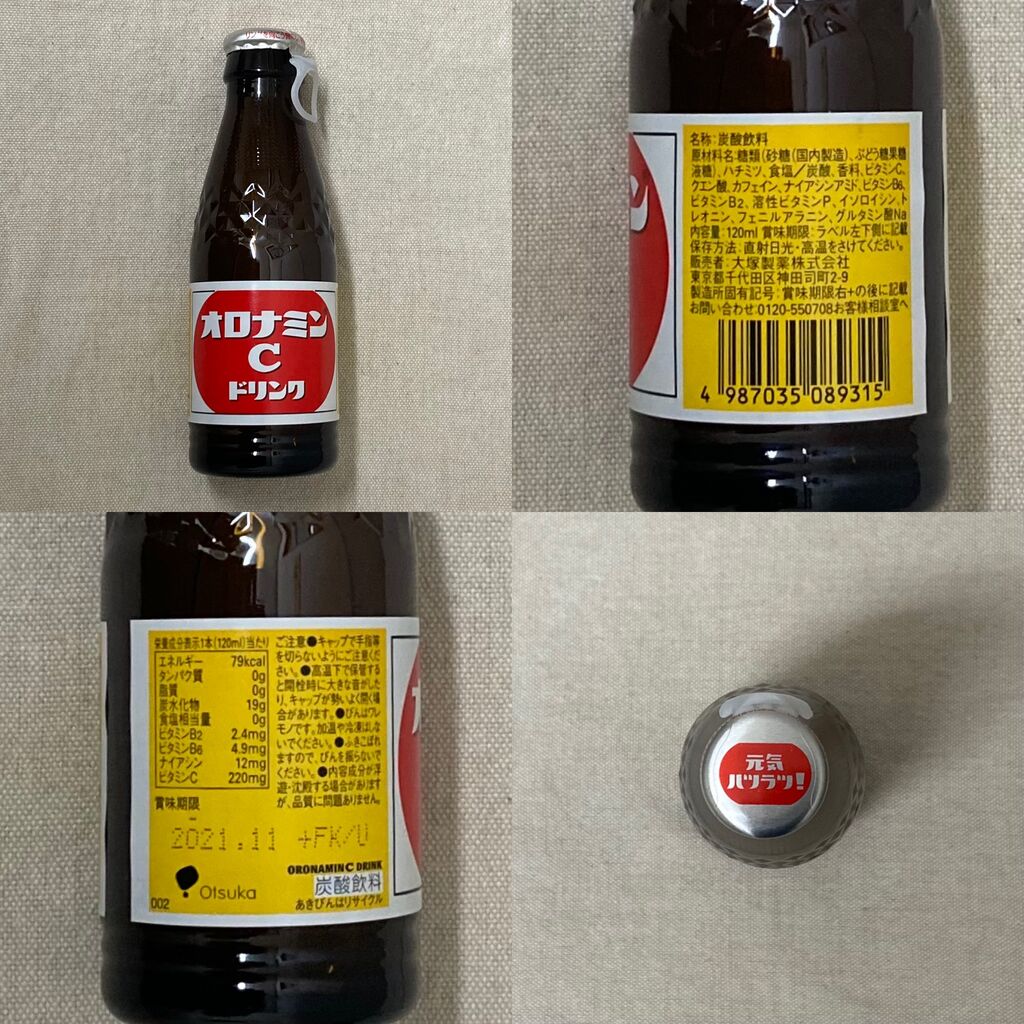 オロナミン
C
ドリンク
名称：炭酸飲料
原材料名：糖類（砂糖（国内製造）、ぶどう糖果糖
液糖）、ハチミツ、食塩／炭酸、香料、ビタミンC、
クエン酸、カフェイン、ナイアシンアミド、ビタミンB6、
ビタミンB2、溶性ビタミンP、イソロイシン、ト
レオニン、フェニルアラニン、グルタミン酸Na
内容量：120ml 賞味期限：ラベル左下側に記載
保存方法：直射日光・高温をさけてください。
販売者：大塚製薬株式会社
東京都千代田区神田司町2-9
製造所固有記号：賞味期限右+の後に記載
お問い合わせ:0120-550708お客様相談室へ
4 987035 089315
栄養成分表示1本（120ml）当たり
エネルギー 79kcal
タンパク質 0g
脂質 0g
炭水化物 19g
食塩相当量 0g
ビタミンB2 2.4mg
ビタミンB6 4.9mg
ナイアシン 12mg
ビタミンC 220mg
賞味期限
2021.11 +FK/U
Otsuka
002
ご注意●キャップで手指等
を切らないようにご注意くだ
さい。●高温下で保管する
と開栓時に大きな音がした
り、キャップが勢いよく開く場
合があります。●びんはワレ
モノです。加温や冷凍はしな
いでください。●ふきこぼれ
ますので、びんを振らないで
ください。●内容成分が浮
遊・沈殿する場合があります
が、品質に問題ありません。
ORONAMIN C DRINK
炭酸飲料
あきびんはリサイクル
元気
ハツラツ!